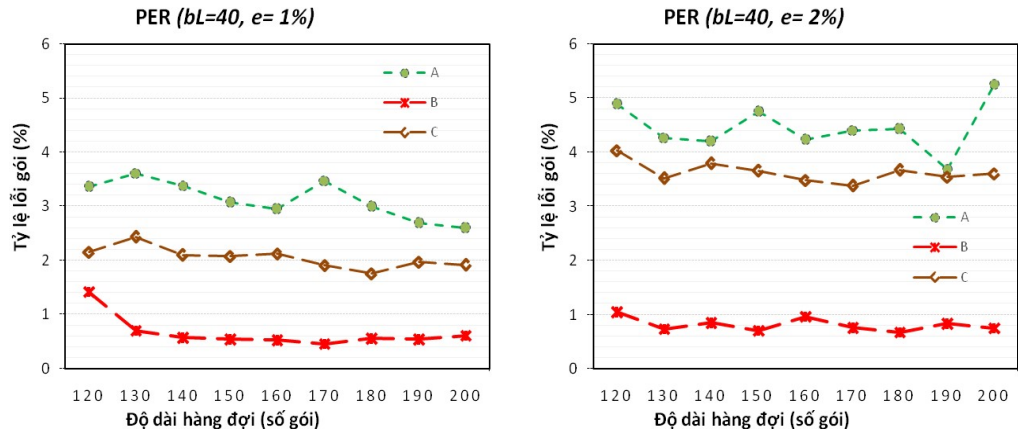 PER (bL=40, e= 1%)
Tỷ lệ lỗi gói (%)
6
5
4
3
2
1
0
A
B
C
120 130 140 150 160 170 180 190 200
Độ dài hàng đợi (số gói)
PER (bL=40, e= 2%)
Tỷ lệ lỗi gói (%)
6
5
4
3
2
1
0
A
B
C
120 130 140 150 160 170 180 190 200
Độ dài hàng đợi (số gói)